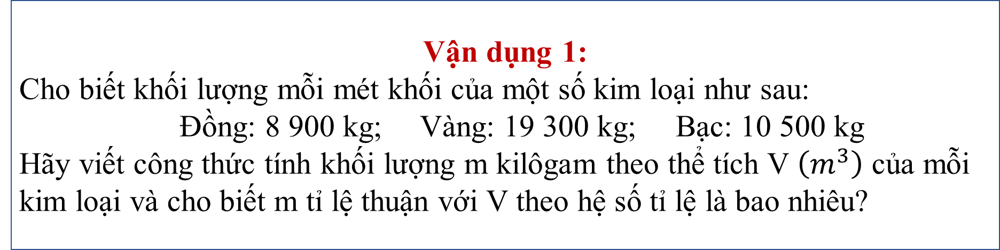 Vận dụng 1:
Cho biết khối lượng mỗi mét khối của một số kim loại như sau:
Đồng: 8 900 kg; Vàng: 19 300 kg; Bạc: 10 500 kg
Hãy viết công thức tính khối lượng m kilôgam theo thể tích V (m³) của mỗi
kim loại và cho biết m tỉ lệ thuận với V theo hệ số tỉ lệ là bao nhiêu?